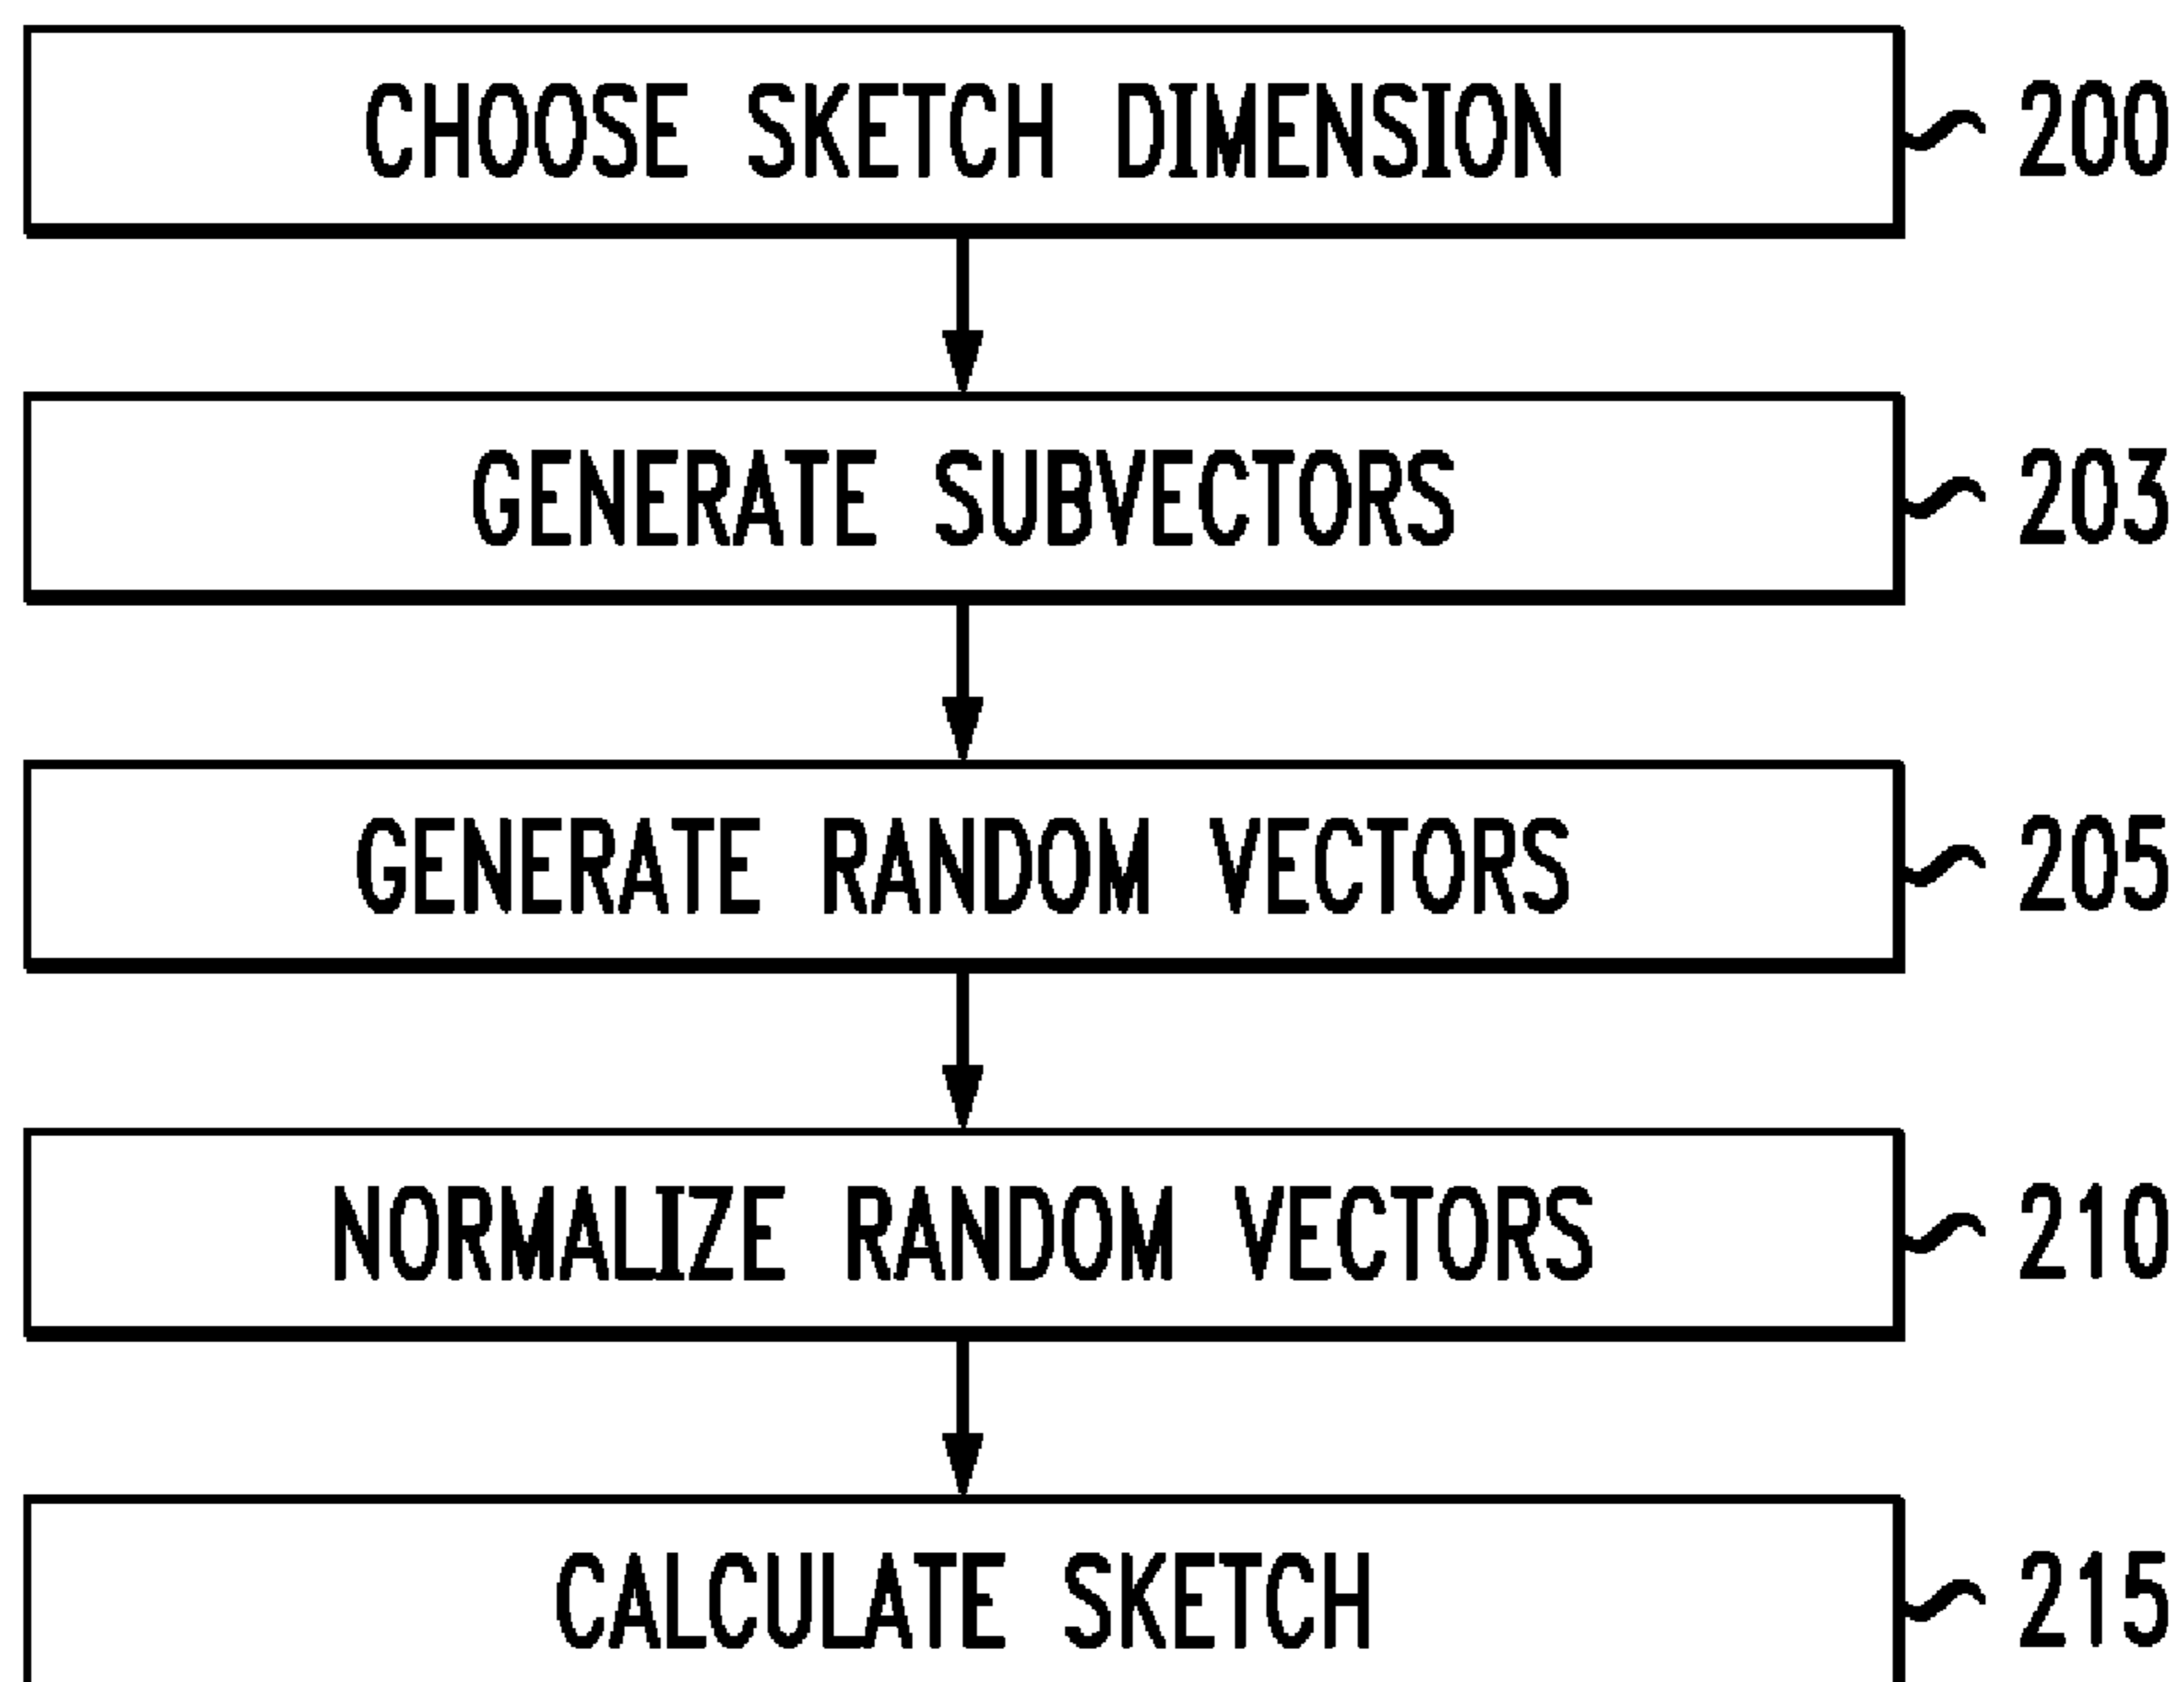 CHOOSE SKETCH DIMENSION 200
GENERATE SUBVECTORS 203
GENERATE RANDOM VECTORS 205
NORMALIZE RANDOM VECTORS 210
CALCULATE SKETCH 215